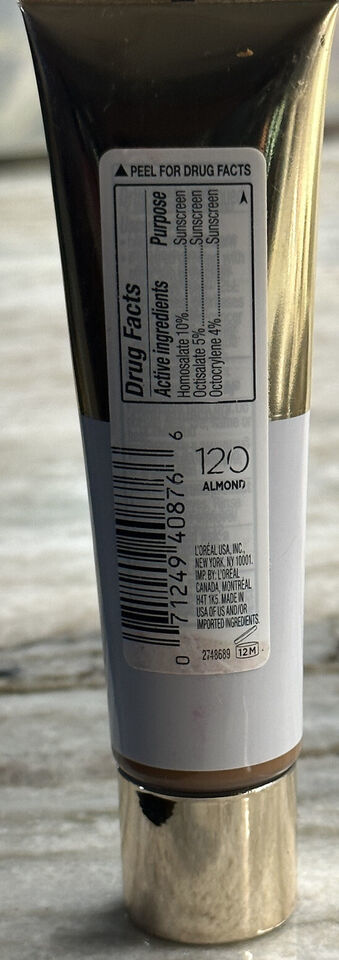 ▲ PEEL FOR DRUG FACTS
Drug Facts
Active ingredients Purpose
Homosalate 10%..................Sunscreen
Octisalate 5%..................Sunscreen
Octocrylene 4%..................Sunscreen
0 71249 40876 6
120
ALMOND
L'ORÉAL USA, INC.,
NEW YORK, NY 10001.
IMP. BY: L'ORÉAL
CANADA, MONTRÉAL
H4T 1K5. MADE IN
USA OF US AND/OR
IMPORTED INGREDIENTS.
2748689 12M